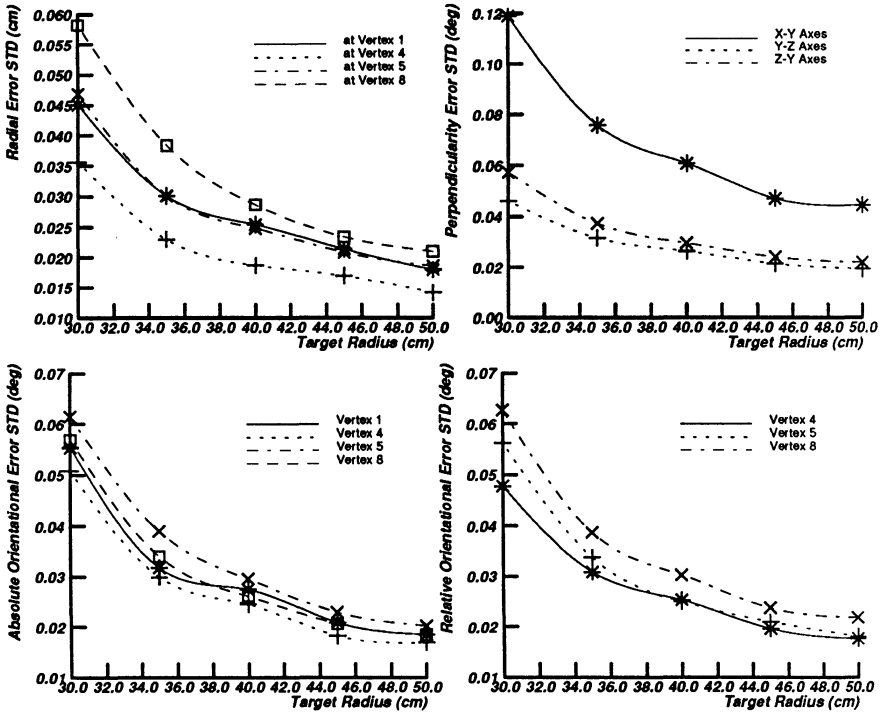 Radial Error STD (cm)
0.060
0.055
0.050
0.045
0.040
0.035
0.030
0.025
0.020
0.015
0.010
at Vertex 1
at Vertex 4
at Vertex 5
at Vertex 8
30.0 34.0 38.0 42.0 46.0 50.0
32.0 36.0 40.0 44.0 48.0
Target Radius (cm)
Perpendicularity Error STD (deg)
0.12
0.10
0.08
0.06
0.04
0.02
0.00
X-Y Axes
Y-Z Axes
Z-Y Axes
30.0 34.0 38.0 42.0 46.0 50.0
32.0 36.0 40.0 44.0 48.0
Target Radius (cm)
Absolute Orientational Error STD (deg)
0.07
0.06
0.05
0.04
0.03
0.02
0.01
Vertex 1
Vertex 4
Vertex 5
Vertex 8
30.0 34.0 38.0 42.0 46.0 50.0
32.0 36.0 40.0 44.0 48.0
Target Radius (cm)
Relative Orientational Error STD (deg)
0.07
0.06
0.05
0.04
0.03
0.02
0.01
Vertex 4
Vertex 5
Vertex 8
30.0 34.0 38.0 42.0 46.0 50.0
32.0 36.0 40.0 44.0 48.0
Target Radius (cm)